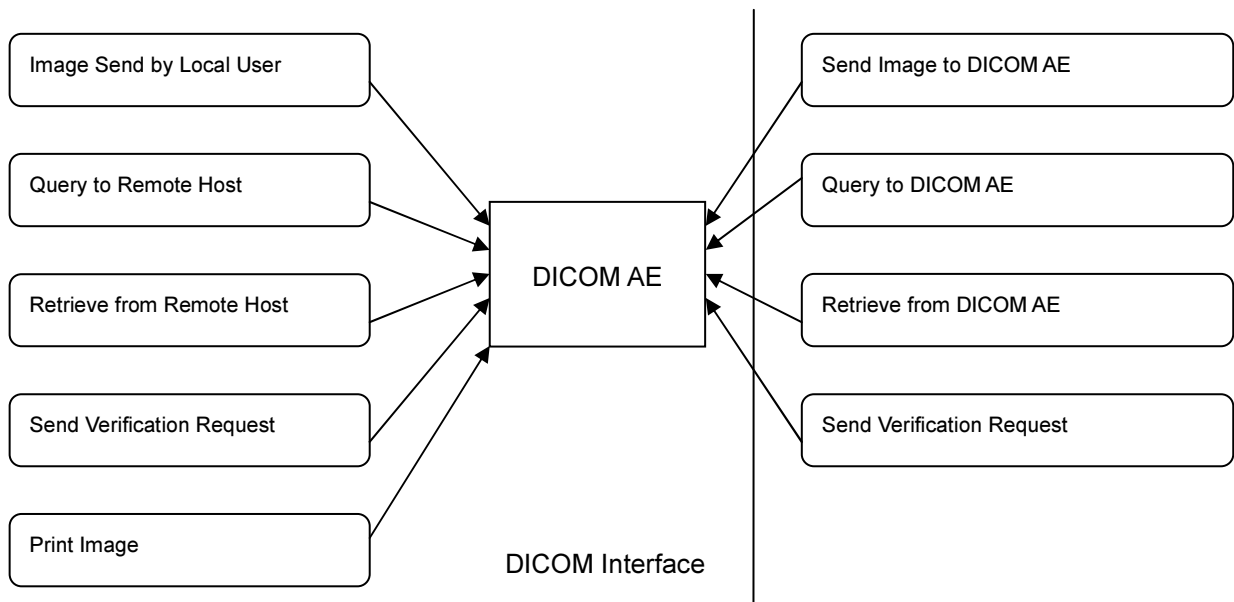 Image Send by Local User
Query to Remote Host
Retrieve from Remote Host
Send Verification Request
Print Image
DICOM AE
DICOM Interface
Send Image to DICOM AE
Query to DICOM AE
Retrieve from DICOM AE
Send Verification Request